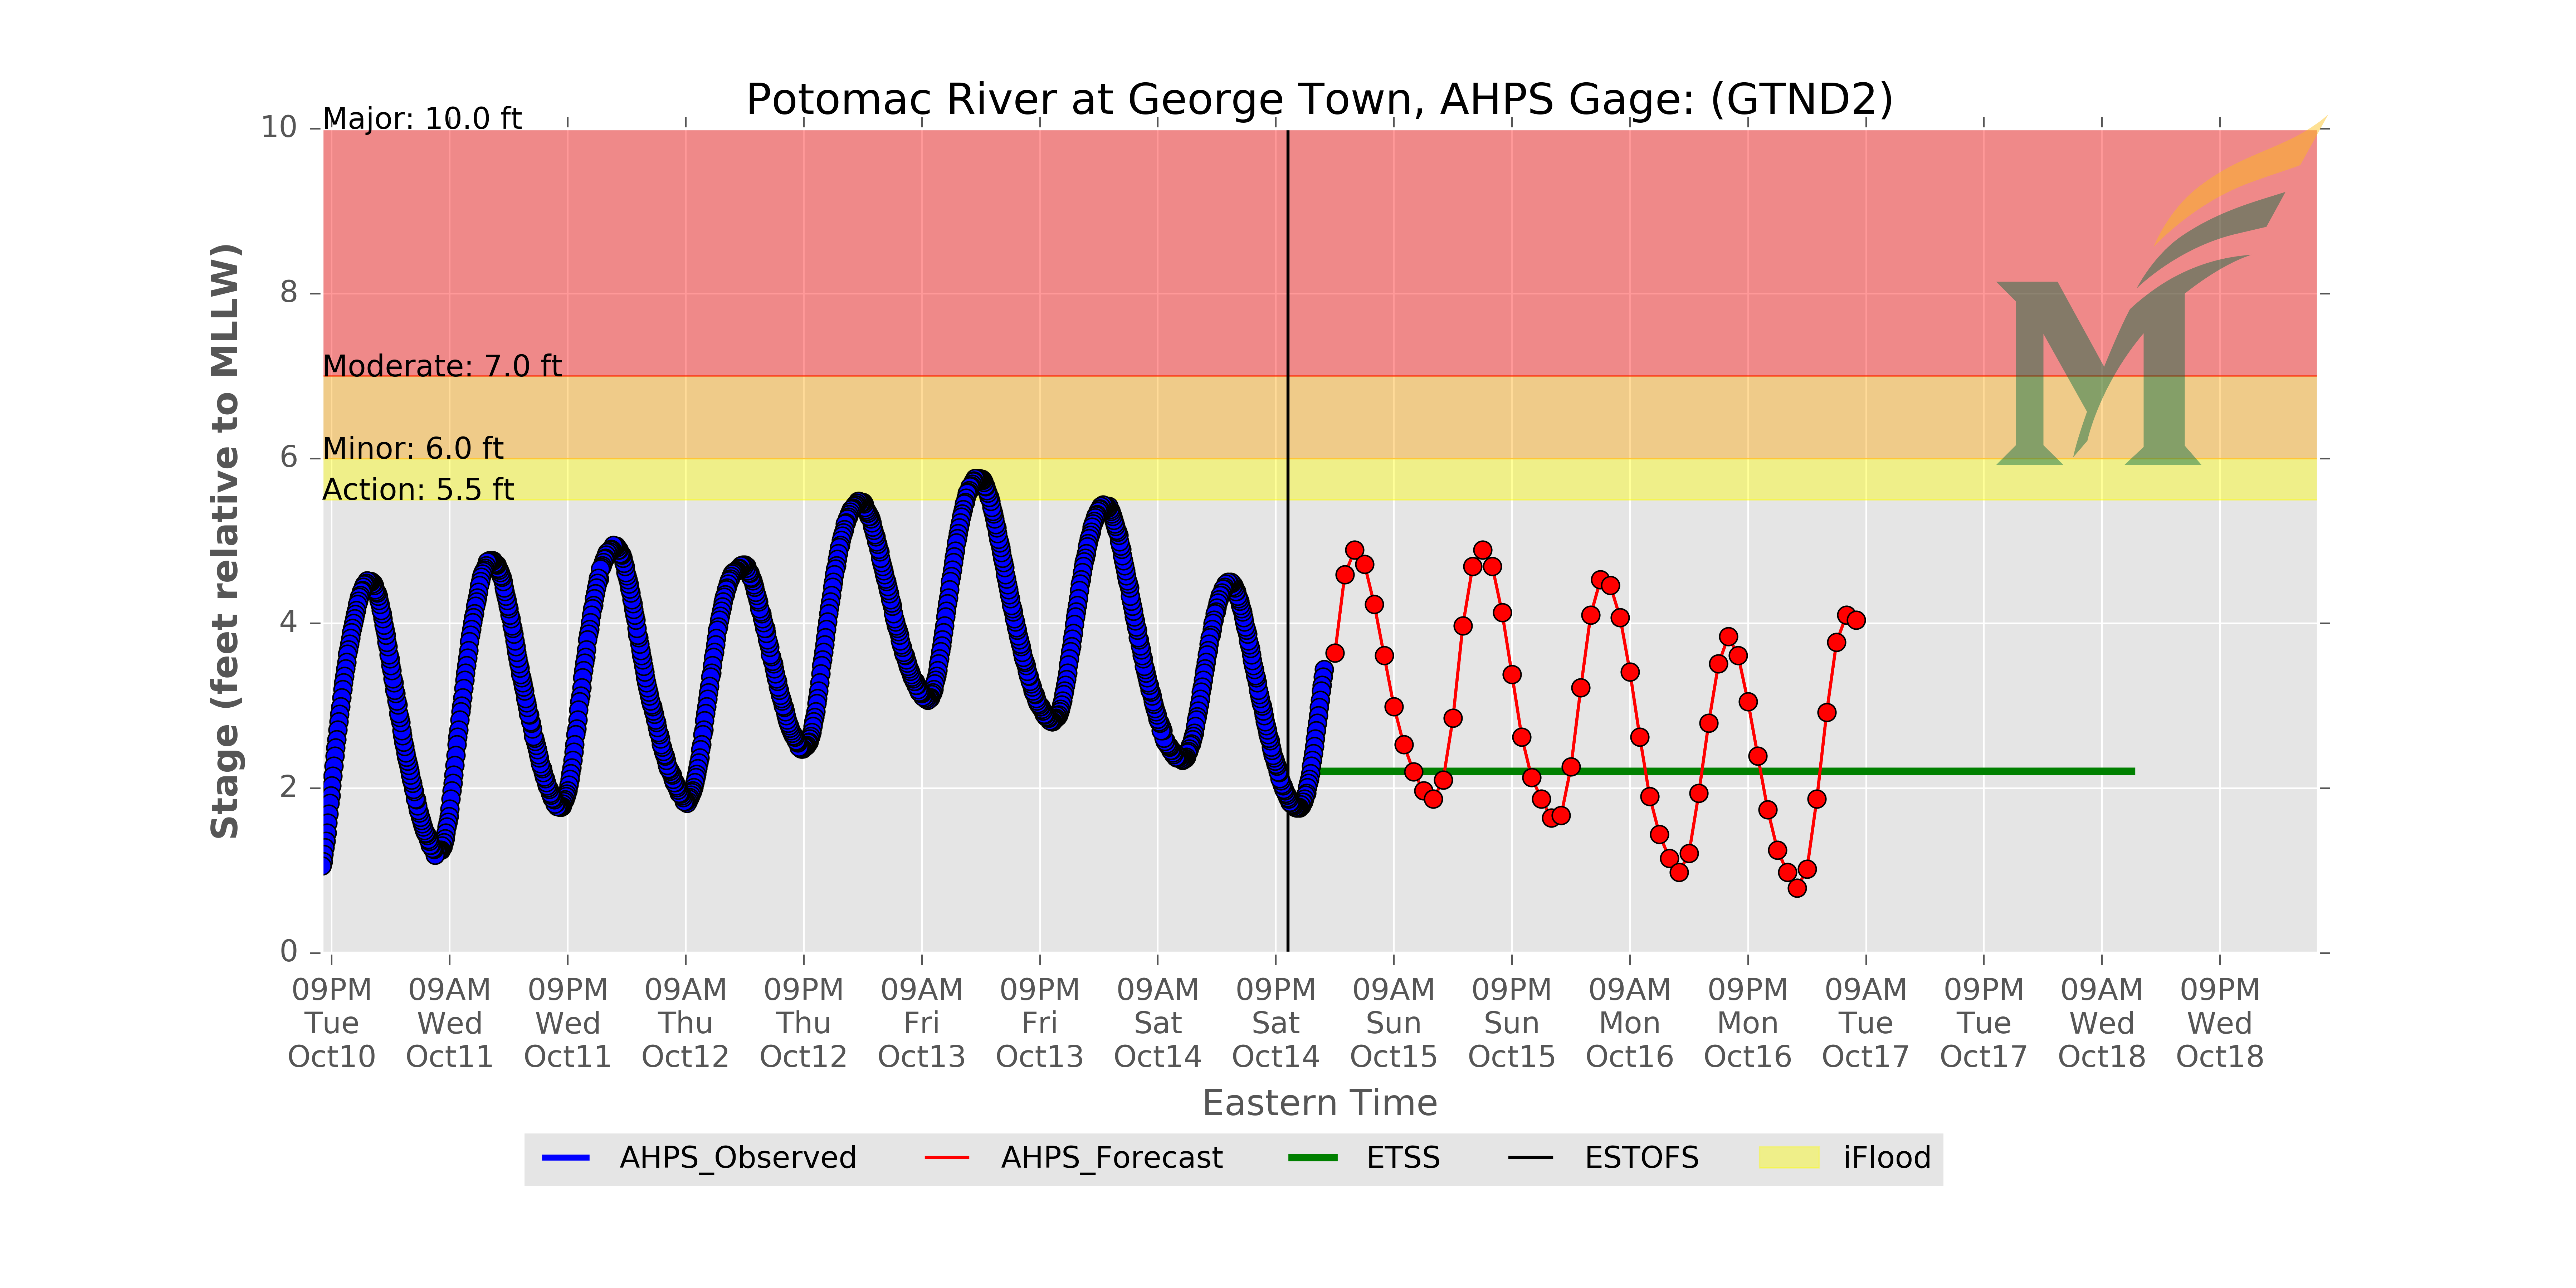 Potomac River at George Town, AHPS Gage: (GTND2)
Major: 10.0 ft
Moderate: 7.0 ft
Minor: 6.0 ft
Action: 5.5 ft
Stage (feet relative to MLLW)
10
8
6
4
2
0
09PM 09AM 09PM 09AM 09PM 09AM 09PM 09AM 09PM 09AM 09PM 09AM 09PM 09AM 09PM 09AM 09PM
Tue Wed Wed Thu Thu Fri Fri Sat Sat Sun Sun Mon Mon Tue Tue Wed Wed
Oct10 Oct11 Oct11 Oct12 Oct12 Oct13 Oct13 Oct14 Oct14 Oct15 Oct15 Oct16 Oct16 Oct17 Oct17 Oct18 Oct18
Eastern Time
AHPS_Observed AHPS_Forecast ETSS ESTOFS iFlood
M